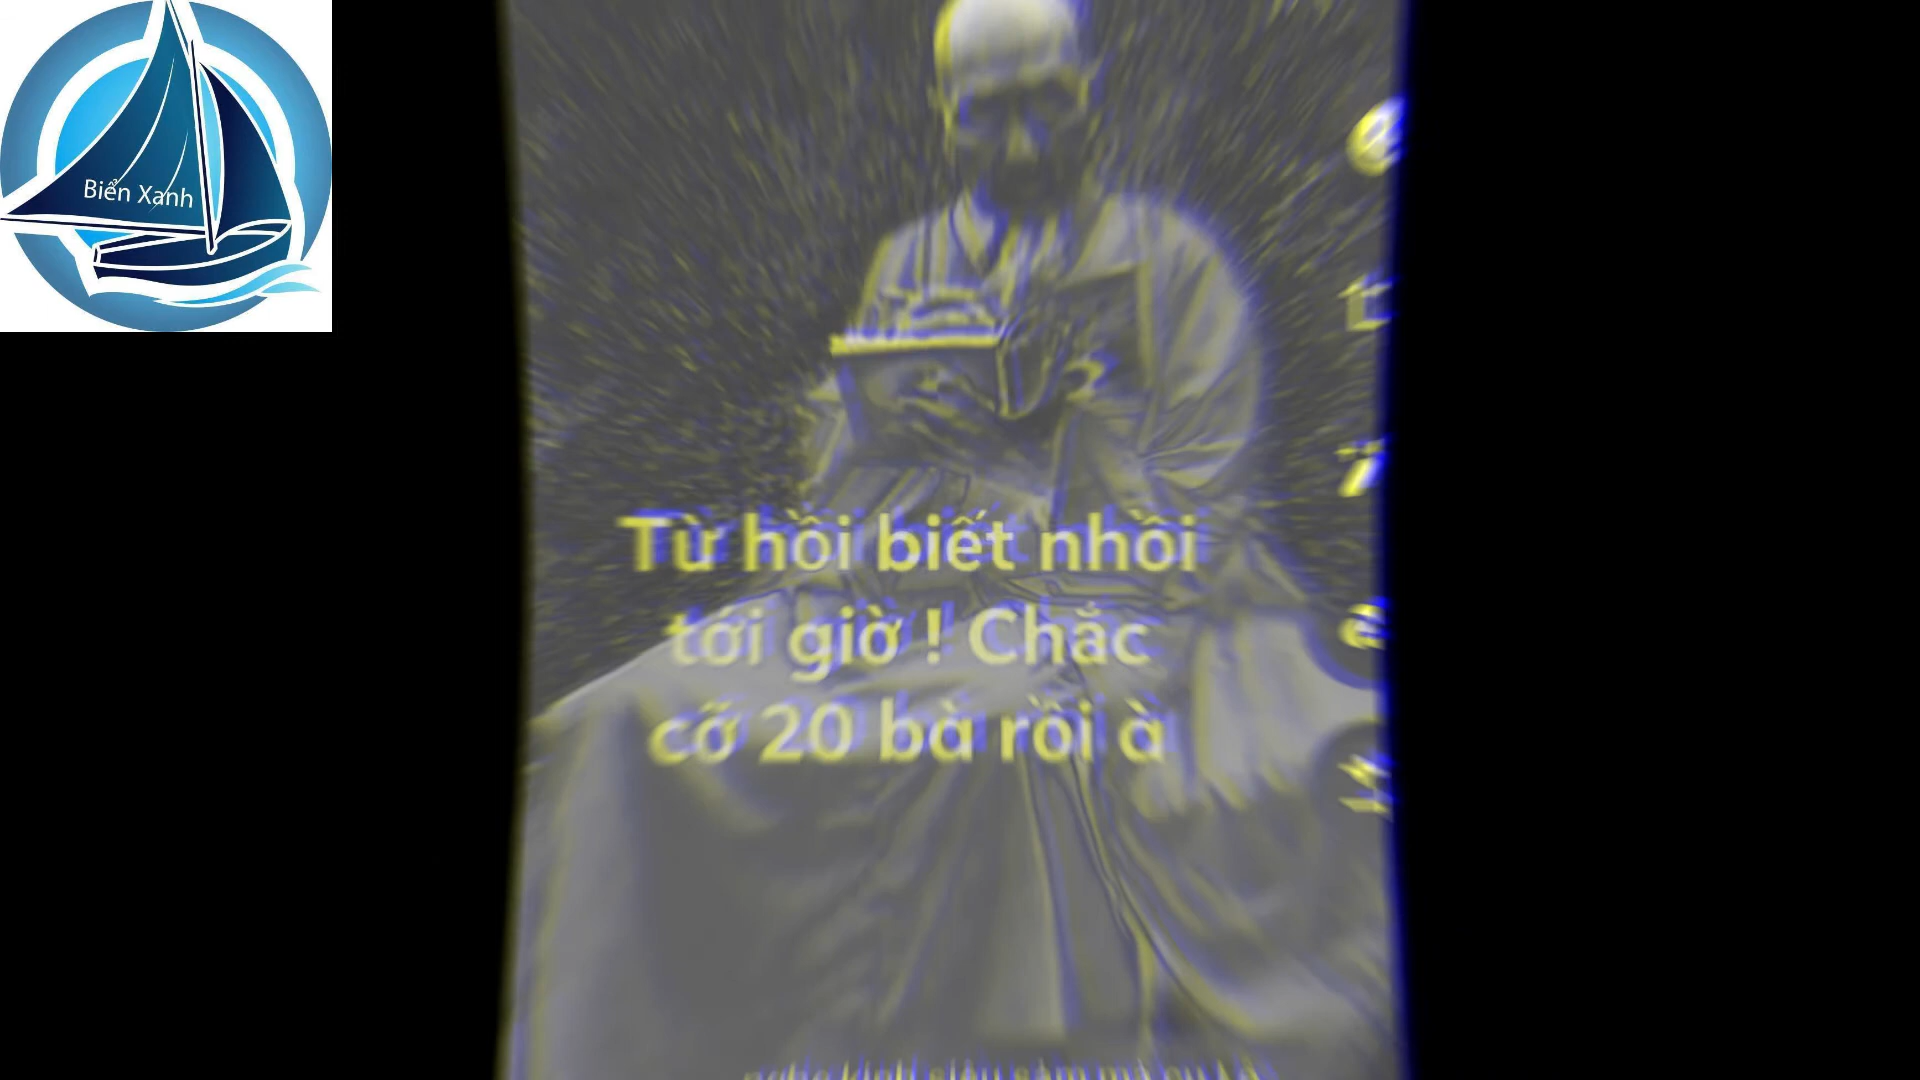 Biển Xanh
Từ hồi biết nhồi
tới giờ ! Chắc
cỡ 20 bà rồi à